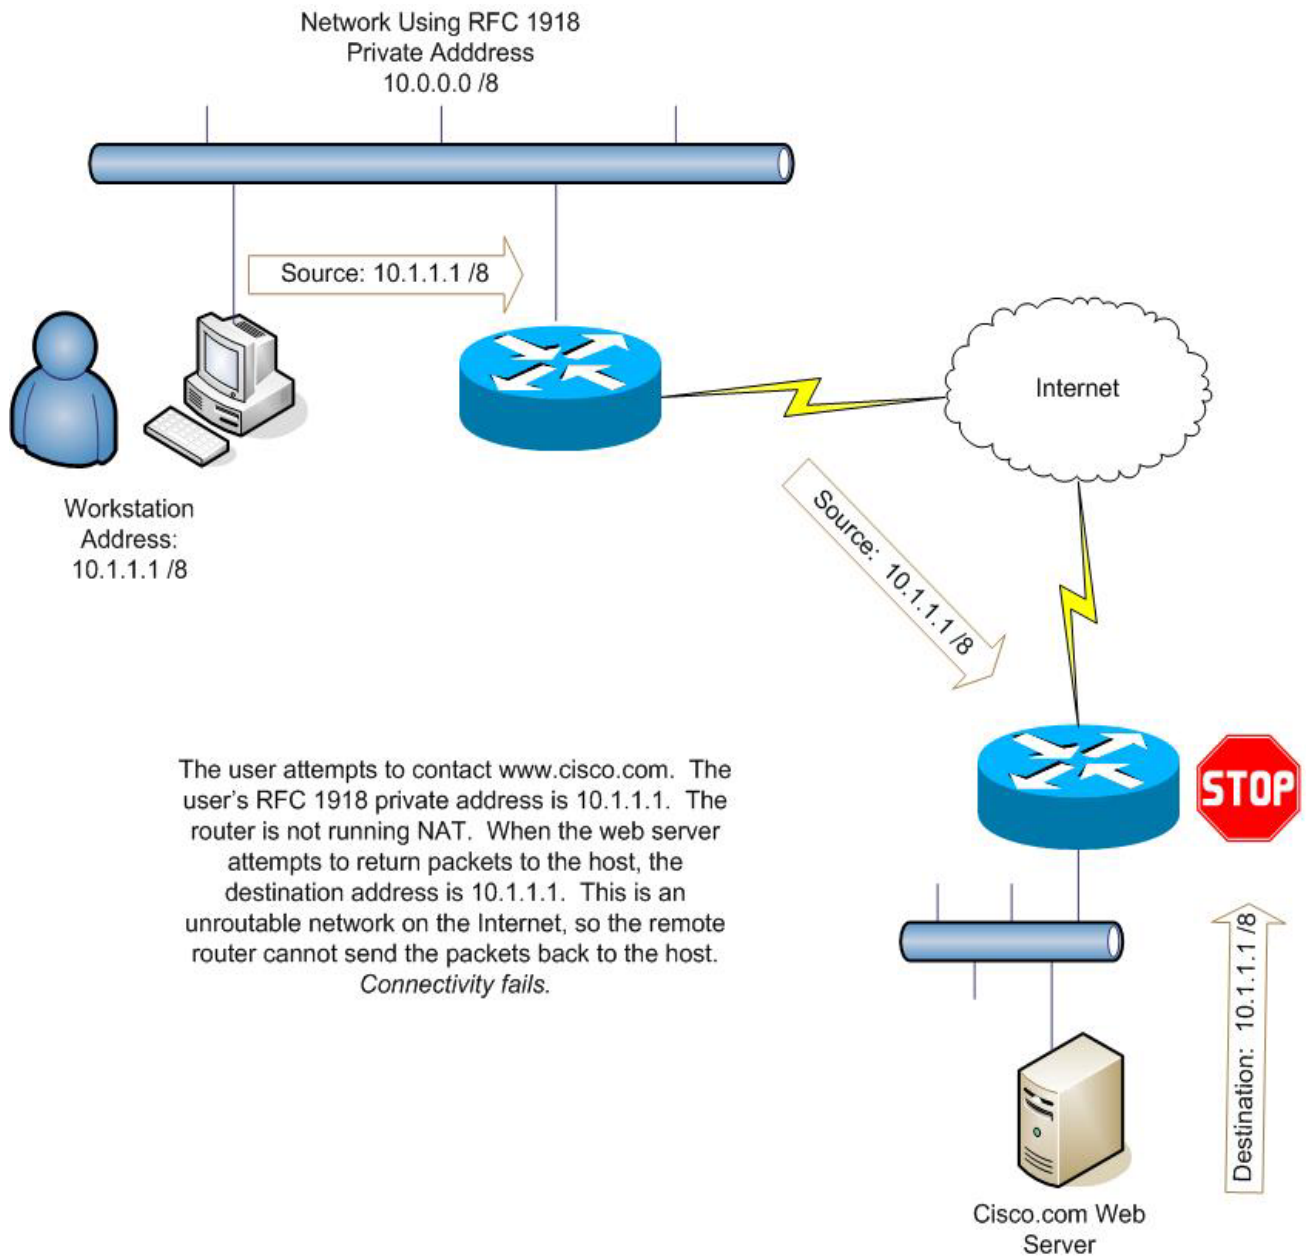 Network Using RFC 1918
Private Adddress
10.0.0.0 /8
Source: 10.1.1.1 /8
Internet
Workstation
Address:
10.1.1.1 /8
Source: 10.1.1.1 /8
STOP
The user attempts to contact www.cisco.com. The
user's RFC 1918 private address is 10.1.1.1. The
router is not running NAT. When the web server
attempts to return packets to the host, the
destination address is 10.1.1.1. This is an
unroutable network on the Internet, so the remote
router cannot send the packets back to the host.
Connectivity fails.
Destination: 10.1.1.1 /8
Cisco.com Web
Server